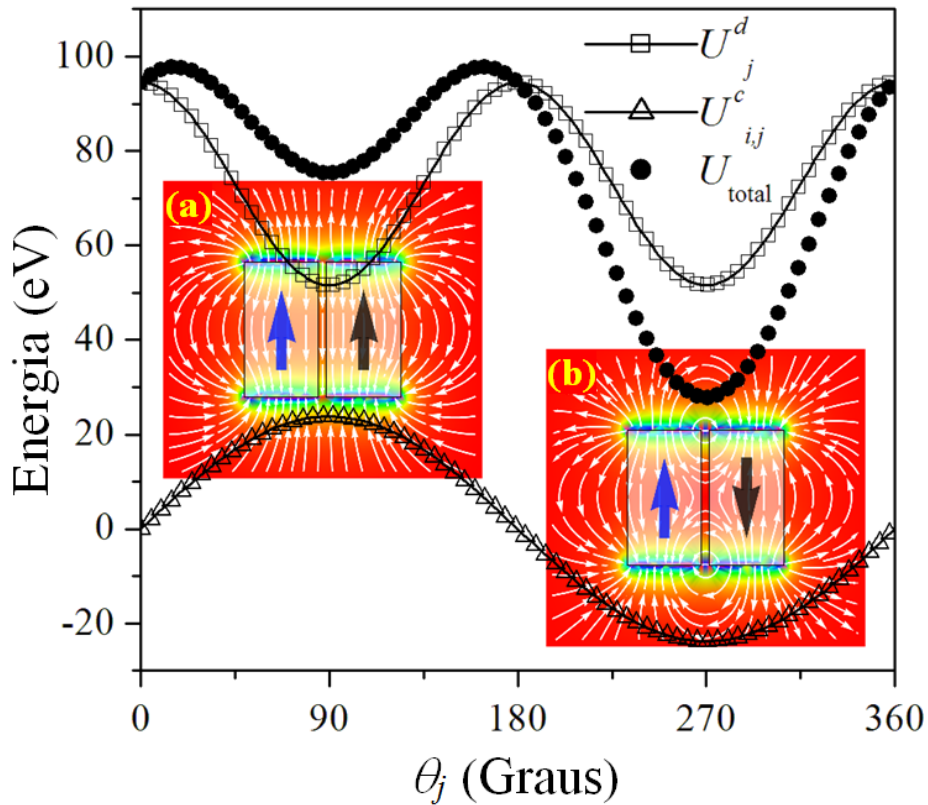 U^d_j
U^c_{i,j}
U_total
100
80
60
40
20
0
-20
Energia (eV)
(a)
(b)
0 90 180 270 360
θ_j (Graus)